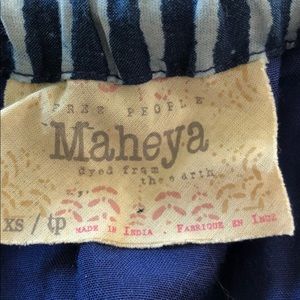 FREE PEOPLE
Maheya
dyed from
the earth
xs / tp
MADE IN INDIA . FABRIQUE EN INDE